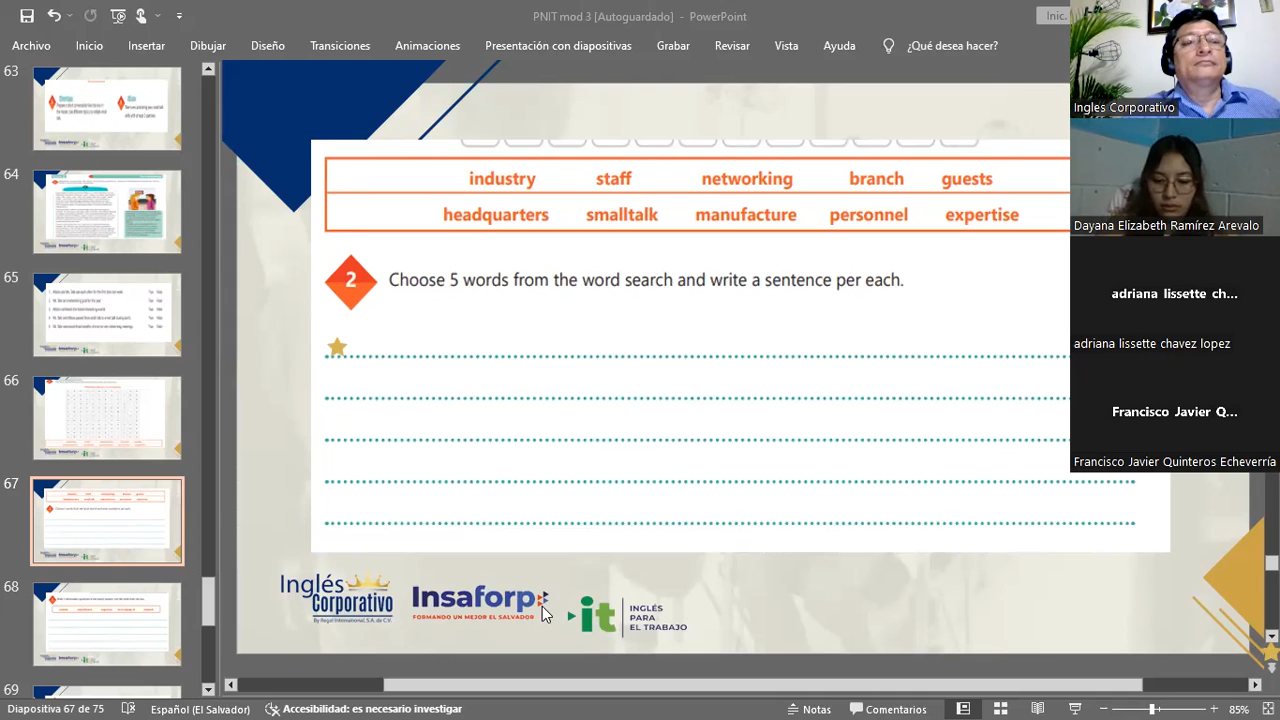 PNIT mod 3 [Autoguardado] - PowerPoint
Inic.
Archivo Inicio Insertar Dibujar Diseño Transiciones Animaciones Presentación con diapositivas Grabar Revisar Vista Ayuda ¿Qué desea hacer?
63
64
65
66
67
68
69
industry staff networking branch guests
headquarters smalltalk manufacture personnel expertise
2 Choose 5 words from the word search and write a sentence per each.
Inglés
Corporativo
By Regal International, S.A. de C.V.
Insaforp
FORMANDO UN MEJOR EL SALVADOR
it
INGLÉS
PARA
EL TRABAJO
Ingles Corporativo
Dayana Elizabeth Ramírez Arevalo
adriana lissette ch...
adriana lissette chavez lopez
Francisco Javier Q...
Francisco Javier Quinteros Echeverría
Diapositiva 67 de 75 Español (El Salvador) Accesibilidad: es necesario investigar Notas Comentarios 85%